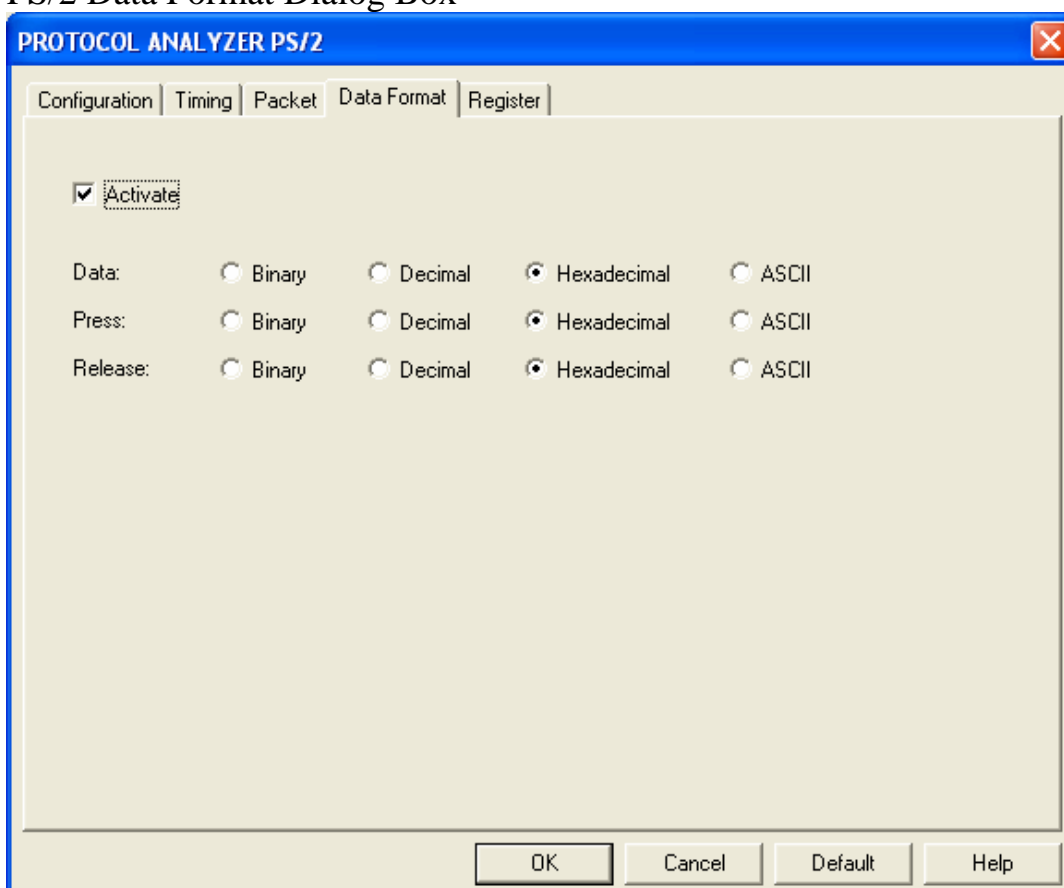 PS/2 Data Format Dialog Box
PROTOCOL ANALYZER PS/2
Configuration Timing Packet Data Format Register
Activate
Data: Binary Decimal Hexadecimal ASCII
Press: Binary Decimal Hexadecimal ASCII
Release: Binary Decimal Hexadecimal ASCII
OK Cancel Default Help